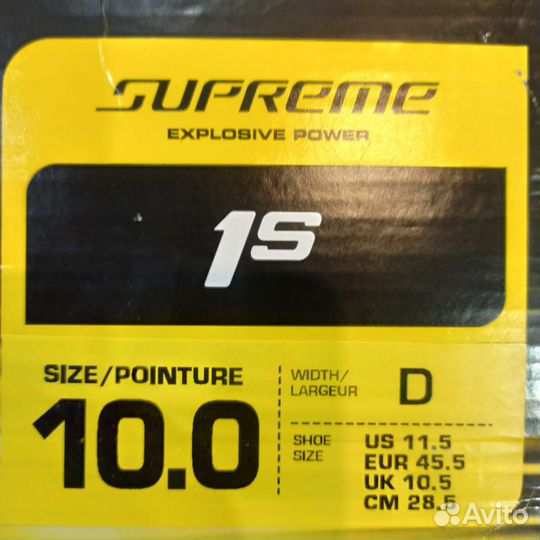 SUPREME
EXPLOSIVE POWER
1S
SIZE/POINTURE
10.0
WIDTH/
LARGEUR
D
SHOE
SIZE
US 11.5
EUR 45.5
UK 10.5
CM 28.5
Avito